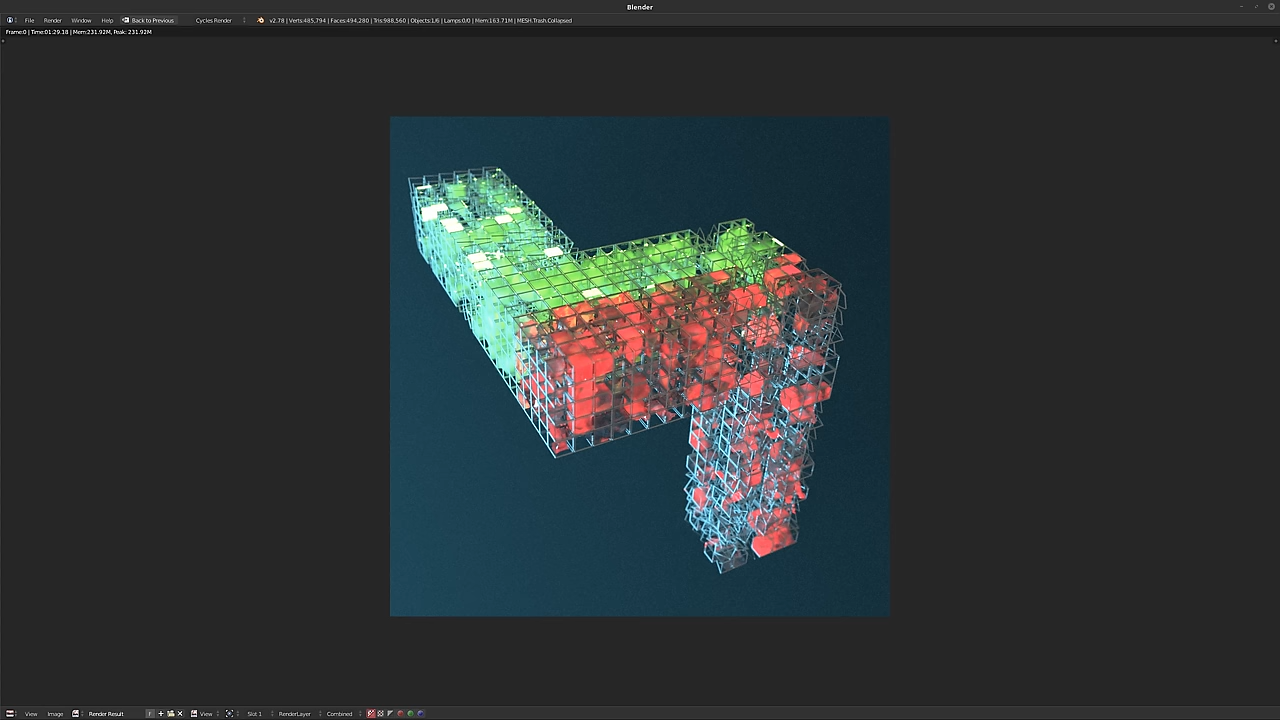 Blender
File Render Window Help Back to Previous Cycles Render v2.78 | Verts:485,794 | Faces:494,280 | Tris:988,560 | Objects:1/6 | Lamps:0/0 | Mem:163.71M | MESH.Trash.Collapsed
Frame:0 | Time:01:29.18 | Mem:231.92M, Peak: 231.92M
View Image Render Result F View Slot 1 RenderLayer Combined